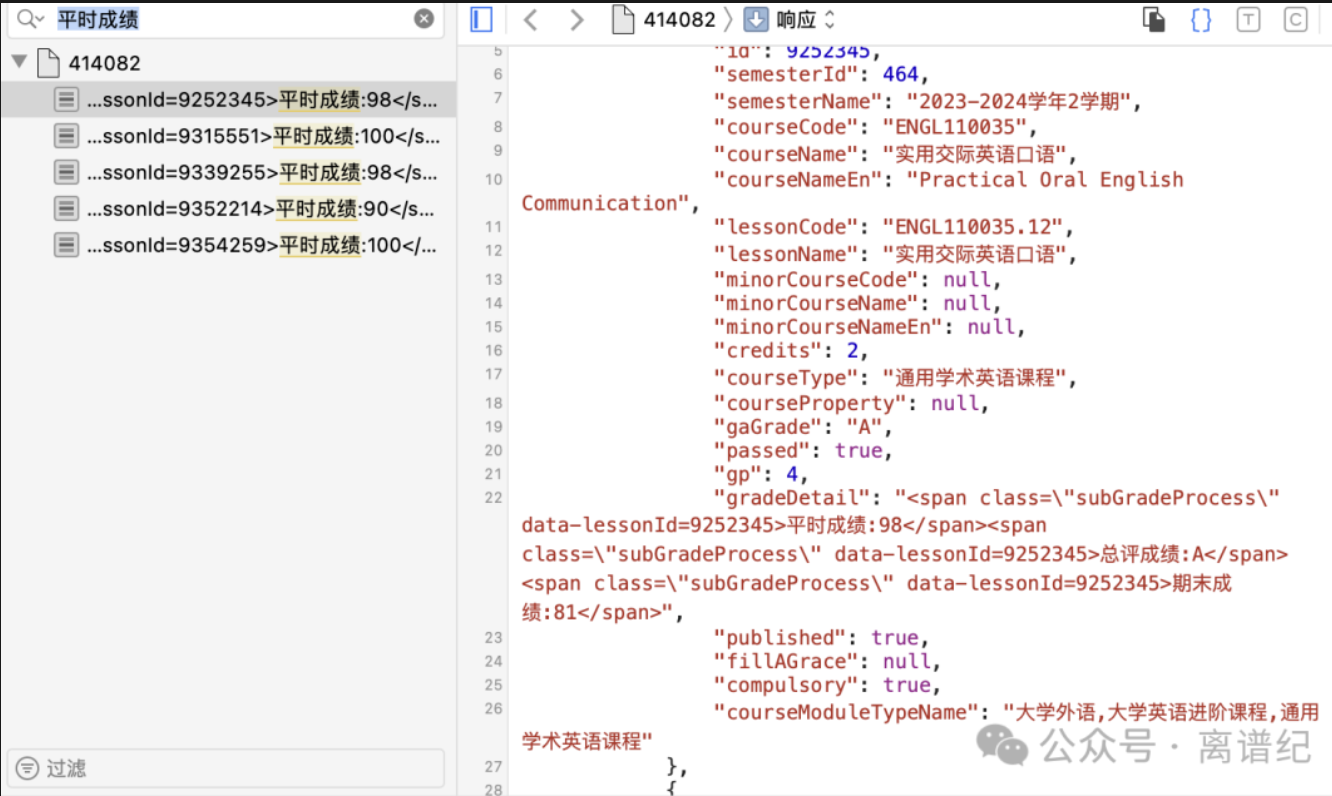 平时成绩
414082
...ssonId=9252345>平时成绩:98</s...
...ssonId=9315551>平时成绩:100</s...
...ssonId=9339255>平时成绩:98</s...
...ssonId=9352214>平时成绩:90</s...
...ssonId=9354259>平时成绩:100</...
过滤
414082 〉 响应
{} T C
5 "id": 9252345,
6 "semesterId": 464,
7 "semesterName": "2023-2024学年2学期",
8 "courseCode": "ENGL110035",
9 "courseName": "实用交际英语口语",
10 "courseNameEn": "Practical Oral English
Communication",
11 "lessonCode": "ENGL110035.12",
12 "lessonName": "实用交际英语口语",
13 "minorCourseCode": null,
14 "minorCourseName": null,
15 "minorCourseNameEn": null,
16 "credits": 2,
17 "courseType": "通用学术英语课程",
18 "courseProperty": null,
19 "gaGrade": "A",
20 "passed": true,
21 "gp": 4,
22 "gradeDetail": "<span class=\"subGradeProcess\"
data-lessonId=9252345>平时成绩:98</span><span
class=\"subGradeProcess\" data-lessonId=9252345>总评成绩:A</span>
<span class=\"subGradeProcess\" data-lessonId=9252345>期末成
绩:81</span>",
23 "published": true,
24 "fillAGrace": null,
25 "compulsory": true,
26 "courseModuleTypeName": "大学外语,大学英语进阶课程,通用
学术英语课程"
27 },
28 {
公众号 · 离谱纪